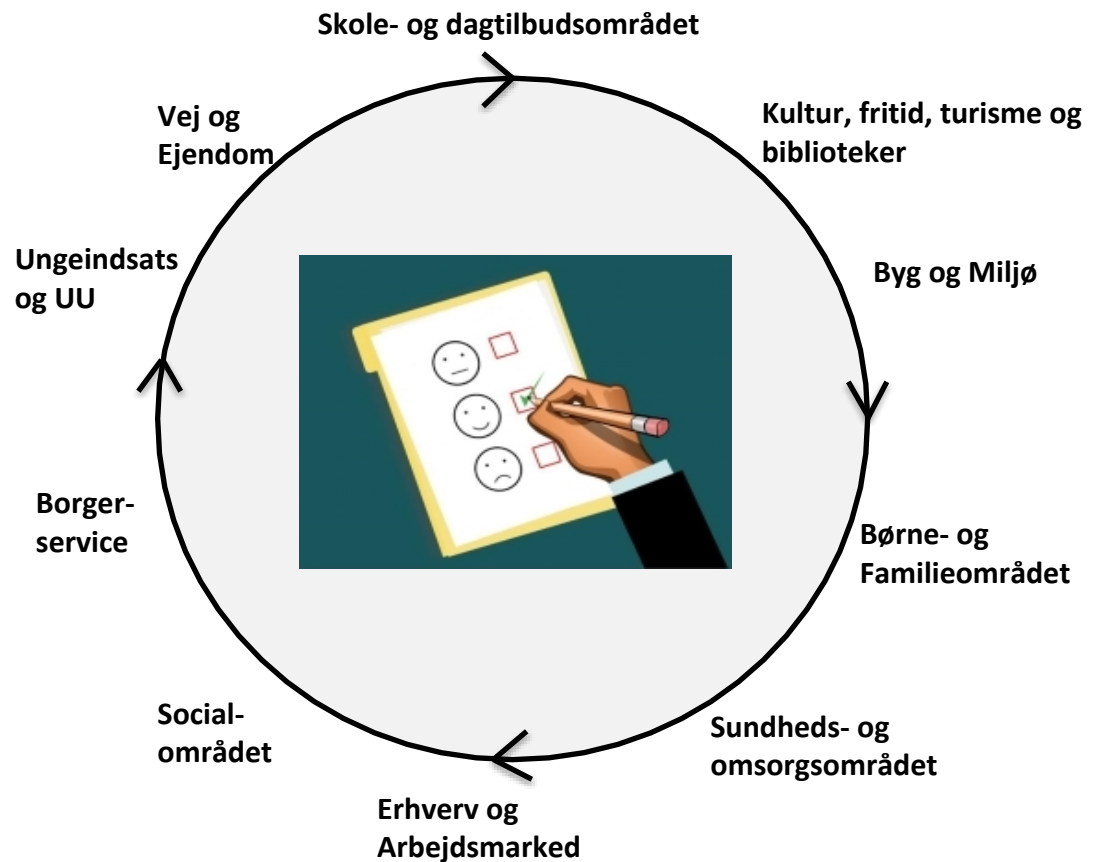 Skole- og dagtilbudsområdet
Kultur, fritid, turisme og
biblioteker
Byg og Miljø
Børne- og
Familieområdet
Sundheds- og
omsorgsområdet
Erhverv og
Arbejdsmarked
Social-
området
Borger-
service
Ungeindsats
og UU
Vej og
Ejendom